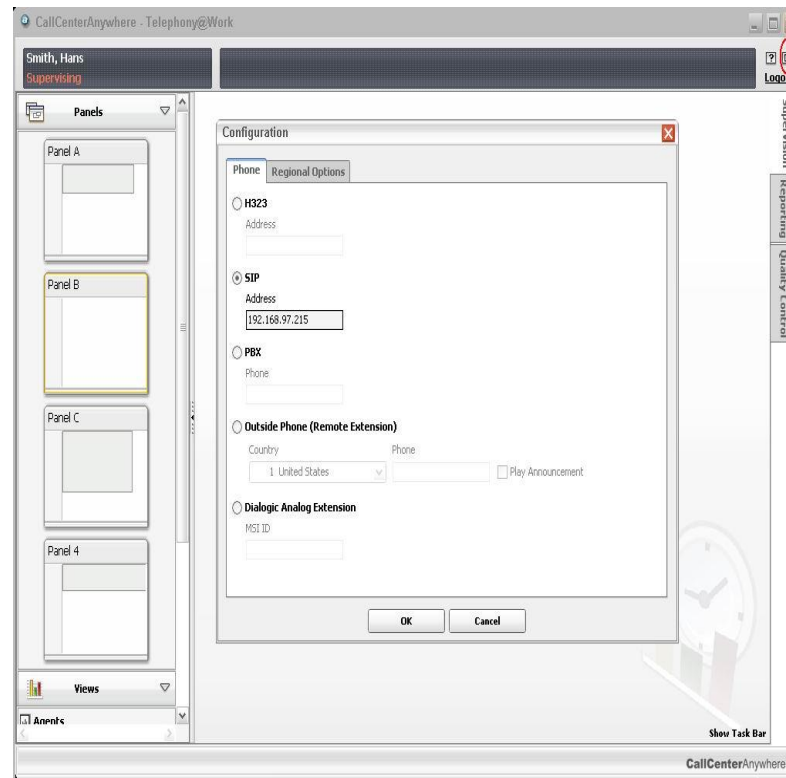 CallCenterAnywhere - Telephony@Work
Smith, Hans
Supervising
?
Logo
Panels
Panel A
Panel B
Panel C
Panel 4
Views
Agents
Configuration
Phone
Regional Options
H323
Address
SIP
Address
192.168.97.215
PBX
Phone
Outside Phone (Remote Extension)
Country Phone
1 United States Play Announcement
Dialogic Analog Extension
MSI ID
OK Cancel
Supervision
Reporting
Quality Control
Show Task Bar
CallCenterAnywhere